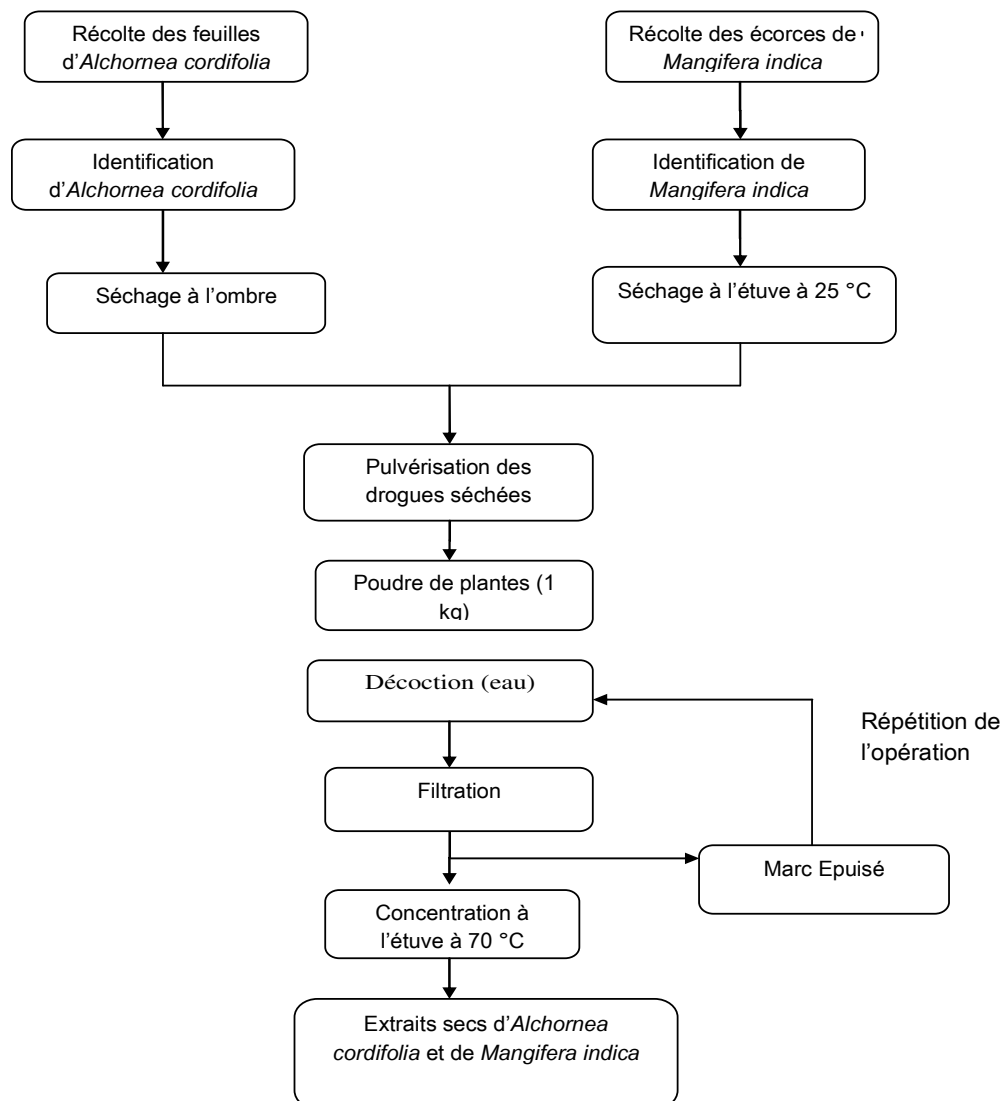 Récolte des feuilles
d’Alchornea cordifolia
Récolte des écorces de
Mangifera indica
Identification
d’Alchornea cordifolia
Identification de
Mangifera indica
Séchage à l’ombre
Séchage à l’étuve à 25 °C
Pulvérisation des
drogues séchées
Poudre de plantes (1
kg)
Décoction (eau)
Répétition de
l’opération
Filtration
Marc Epuisé
Concentration à
l’étuve à 70 °C
Extraits secs d’Alchornea
cordifolia et de Mangifera indica